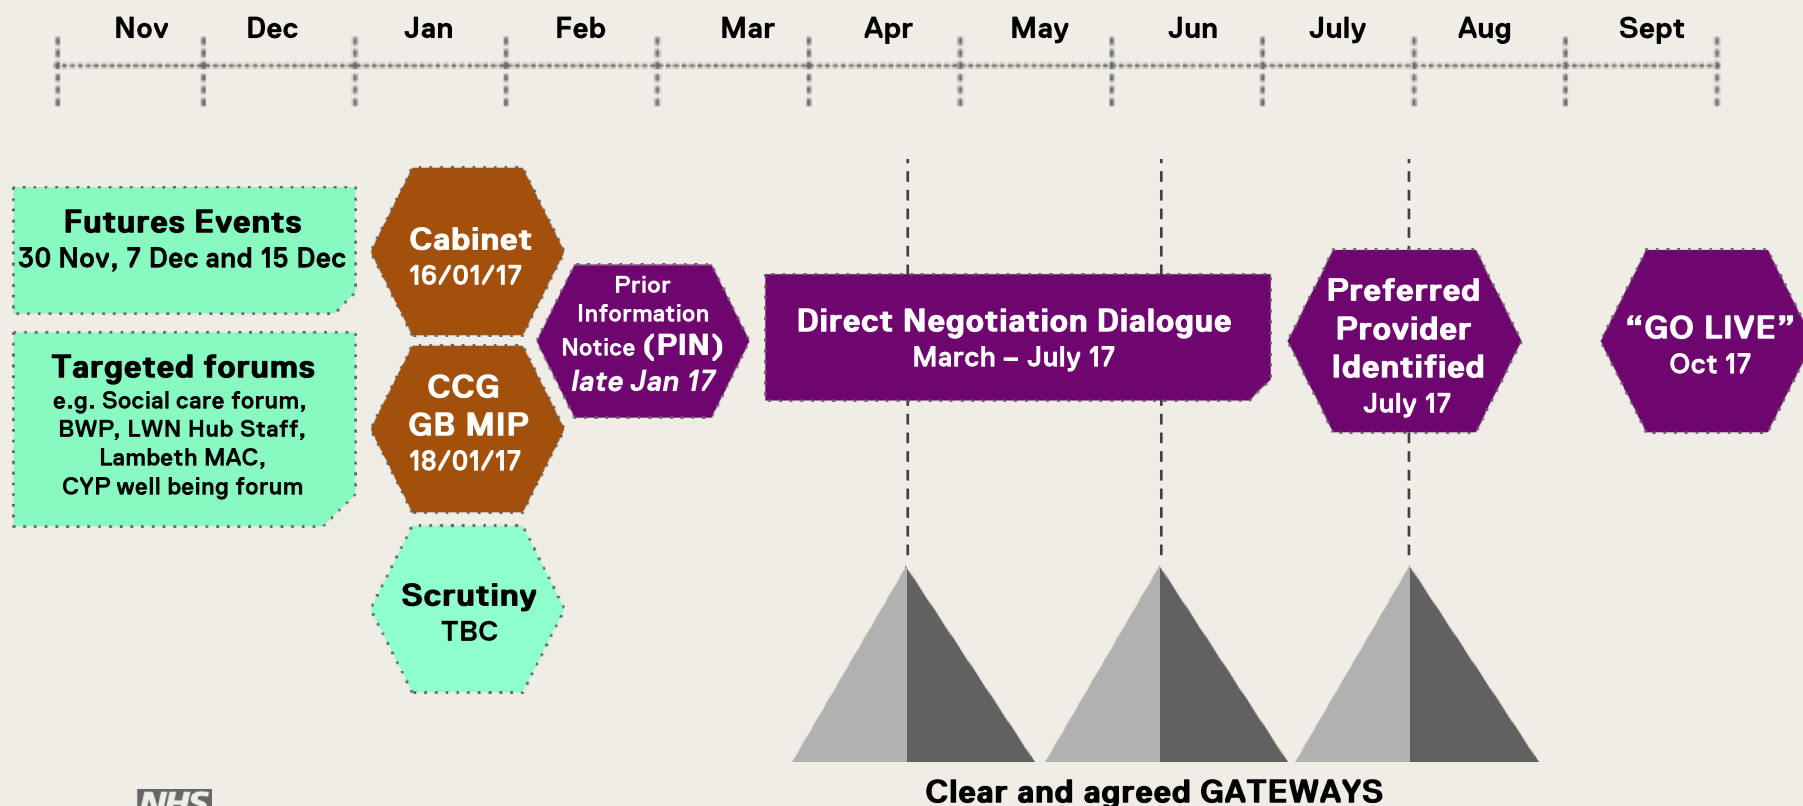 Nov Dec Jan Feb Mar Apr May Jun July Aug Sept
Futures Events
30 Nov, 7 Dec and 15 Dec
Targeted forums
e.g. Social care forum,
BWP, LWN Hub Staff,
Lambeth MAC,
CYP well being forum
Cabinet
16/01/17
CCG
GB MIP
18/01/17
Scrutiny
TBC
Prior
Information
Notice (PIN)
late Jan 17
Direct Negotiation Dialogue
March – July 17
Preferred
Provider
Identified
July 17
“GO LIVE”
Oct 17
Clear and agreed GATEWAYS
NHS